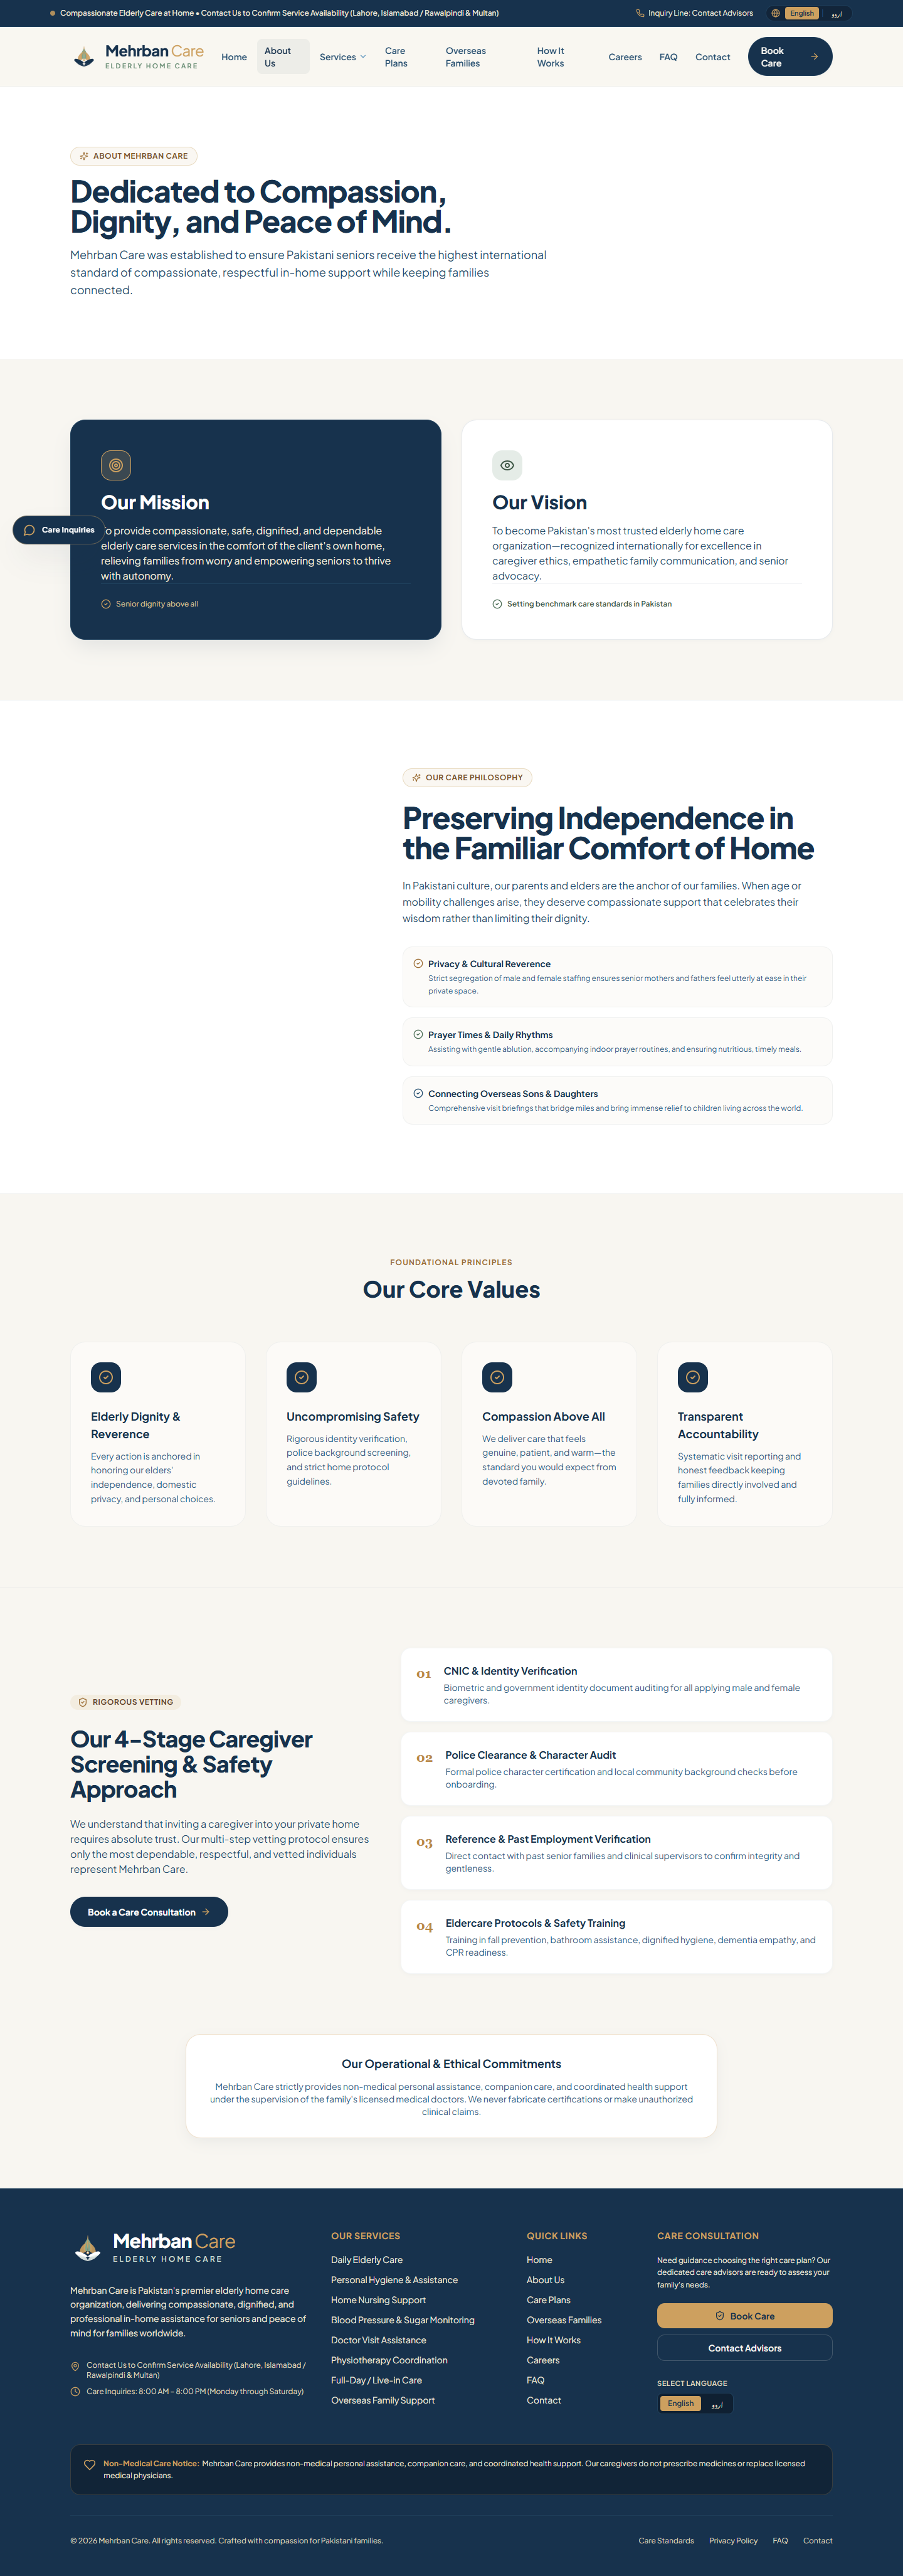 Compassionate Elderly Care at Home • Contact Us to Confirm Service Availability (Lahore, Islamabad / Rawalpindi & Multan)
Inquiry Line: Contact Advisors
English
اردو
Mehrban Care
ELDERLY HOME CARE
Home
About Us
Services
Care Plans
Overseas Families
How It Works
Careers
FAQ
Contact
Book Care
ABOUT MEHRBAN CARE
Dedicated to Compassion,
Dignity, and Peace of Mind.
Mehrban Care was established to ensure Pakistani seniors receive the highest international
standard of compassionate, respectful in-home support while keeping families
connected.
Our Mission
Care Inquiries
o provide compassionate, safe, dignified, and dependable
elderly care services in the comfort of the client's own home,
relieving families from worry and empowering seniors to thrive
with autonomy.
Senior dignity above all
Our Vision
To become Pakistan's most trusted elderly home care
organization—recognized internationally for excellence in
caregiver ethics, empathetic family communication, and senior
advocacy.
Setting benchmark care standards in Pakistan
OUR CARE PHILOSOPHY
Preserving Independence in
the Familiar Comfort of Home
In Pakistani culture, our parents and elders are the anchor of our families. When age or
mobility challenges arise, they deserve compassionate support that celebrates their
wisdom rather than limiting their dignity.
Privacy & Cultural Reverence
Strict segregation of male and female staffing ensures senior mothers and fathers feel utterly at ease in their
private space.
Prayer Times & Daily Rhythms
Assisting with gentle ablution, accompanying indoor prayer routines, and ensuring nutritious, timely meals.
Connecting Overseas Sons & Daughters
Comprehensive visit briefings that bridge miles and bring immense relief to children living across the world.
FOUNDATIONAL PRINCIPLES
Our Core Values
Elderly Dignity &
Reverence
Every action is anchored in
honoring our elders'
independence, domestic
privacy, and personal choices.
Uncompromising Safety
Rigorous identity verification,
police background screening,
and strict home protocol
guidelines.
Compassion Above All
We deliver care that feels
genuine, patient, and warm—the
standard you would expect from
devoted family.
Transparent
Accountability
Systematic visit reporting and
honest feedback keeping
families directly involved and
fully informed.
RIGOROUS VETTING
Our 4-Stage Caregiver
Screening & Safety
Approach
We understand that inviting a caregiver into your private home
requires absolute trust. Our multi-step vetting protocol ensures
only the most dependable, respectful, and vetted individuals
represent Mehrban Care.
Book a Care Consultation
01
CNIC & Identity Verification
Biometric and government identity document auditing for all applying male and female
caregivers.
02
Police Clearance & Character Audit
Formal police character certification and local community background checks before
onboarding.
03
Reference & Past Employment Verification
Direct contact with past senior families and clinical supervisors to confirm integrity and
gentleness.
04
Eldercare Protocols & Safety Training
Training in fall prevention, bathroom assistance, dignified hygiene, dementia empathy, and
CPR readiness.
Our Operational & Ethical Commitments
Mehrban Care strictly provides non-medical personal assistance, companion care, and coordinated health support
under the supervision of the family's licensed medical doctors. We never fabricate certifications or make unauthorized
clinical claims.
Mehrban Care
ELDERLY HOME CARE
Mehrban Care is Pakistan's premier elderly home care
organization, delivering compassionate, dignified, and
professional in-home assistance for seniors and peace of
mind for families worldwide.
Contact Us to Confirm Service Availability (Lahore, Islamabad /
Rawalpindi & Multan)
Care Inquiries: 8:00 AM – 8:00 PM (Monday through Saturday)
OUR SERVICES
Daily Elderly Care
Personal Hygiene & Assistance
Home Nursing Support
Blood Pressure & Sugar Monitoring
Doctor Visit Assistance
Physiotherapy Coordination
Full-Day / Live-in Care
Overseas Family Support
QUICK LINKS
Home
About Us
Care Plans
Overseas Families
How It Works
Careers
FAQ
Contact
CARE CONSULTATION
Need guidance choosing the right care plan? Our
dedicated care advisors are ready to assess your
family's needs.
Book Care
Contact Advisors
SELECT LANGUAGE
English
اردو
Non-Medical Care Notice: Mehrban Care provides non-medical personal assistance, companion care, and coordinated health support. Our caregivers do not prescribe medicines or replace licensed
medical physicians.
© 2026 Mehrban Care. All rights reserved. Crafted with compassion for Pakistani families.
Care Standards
Privacy Policy
FAQ
Contact